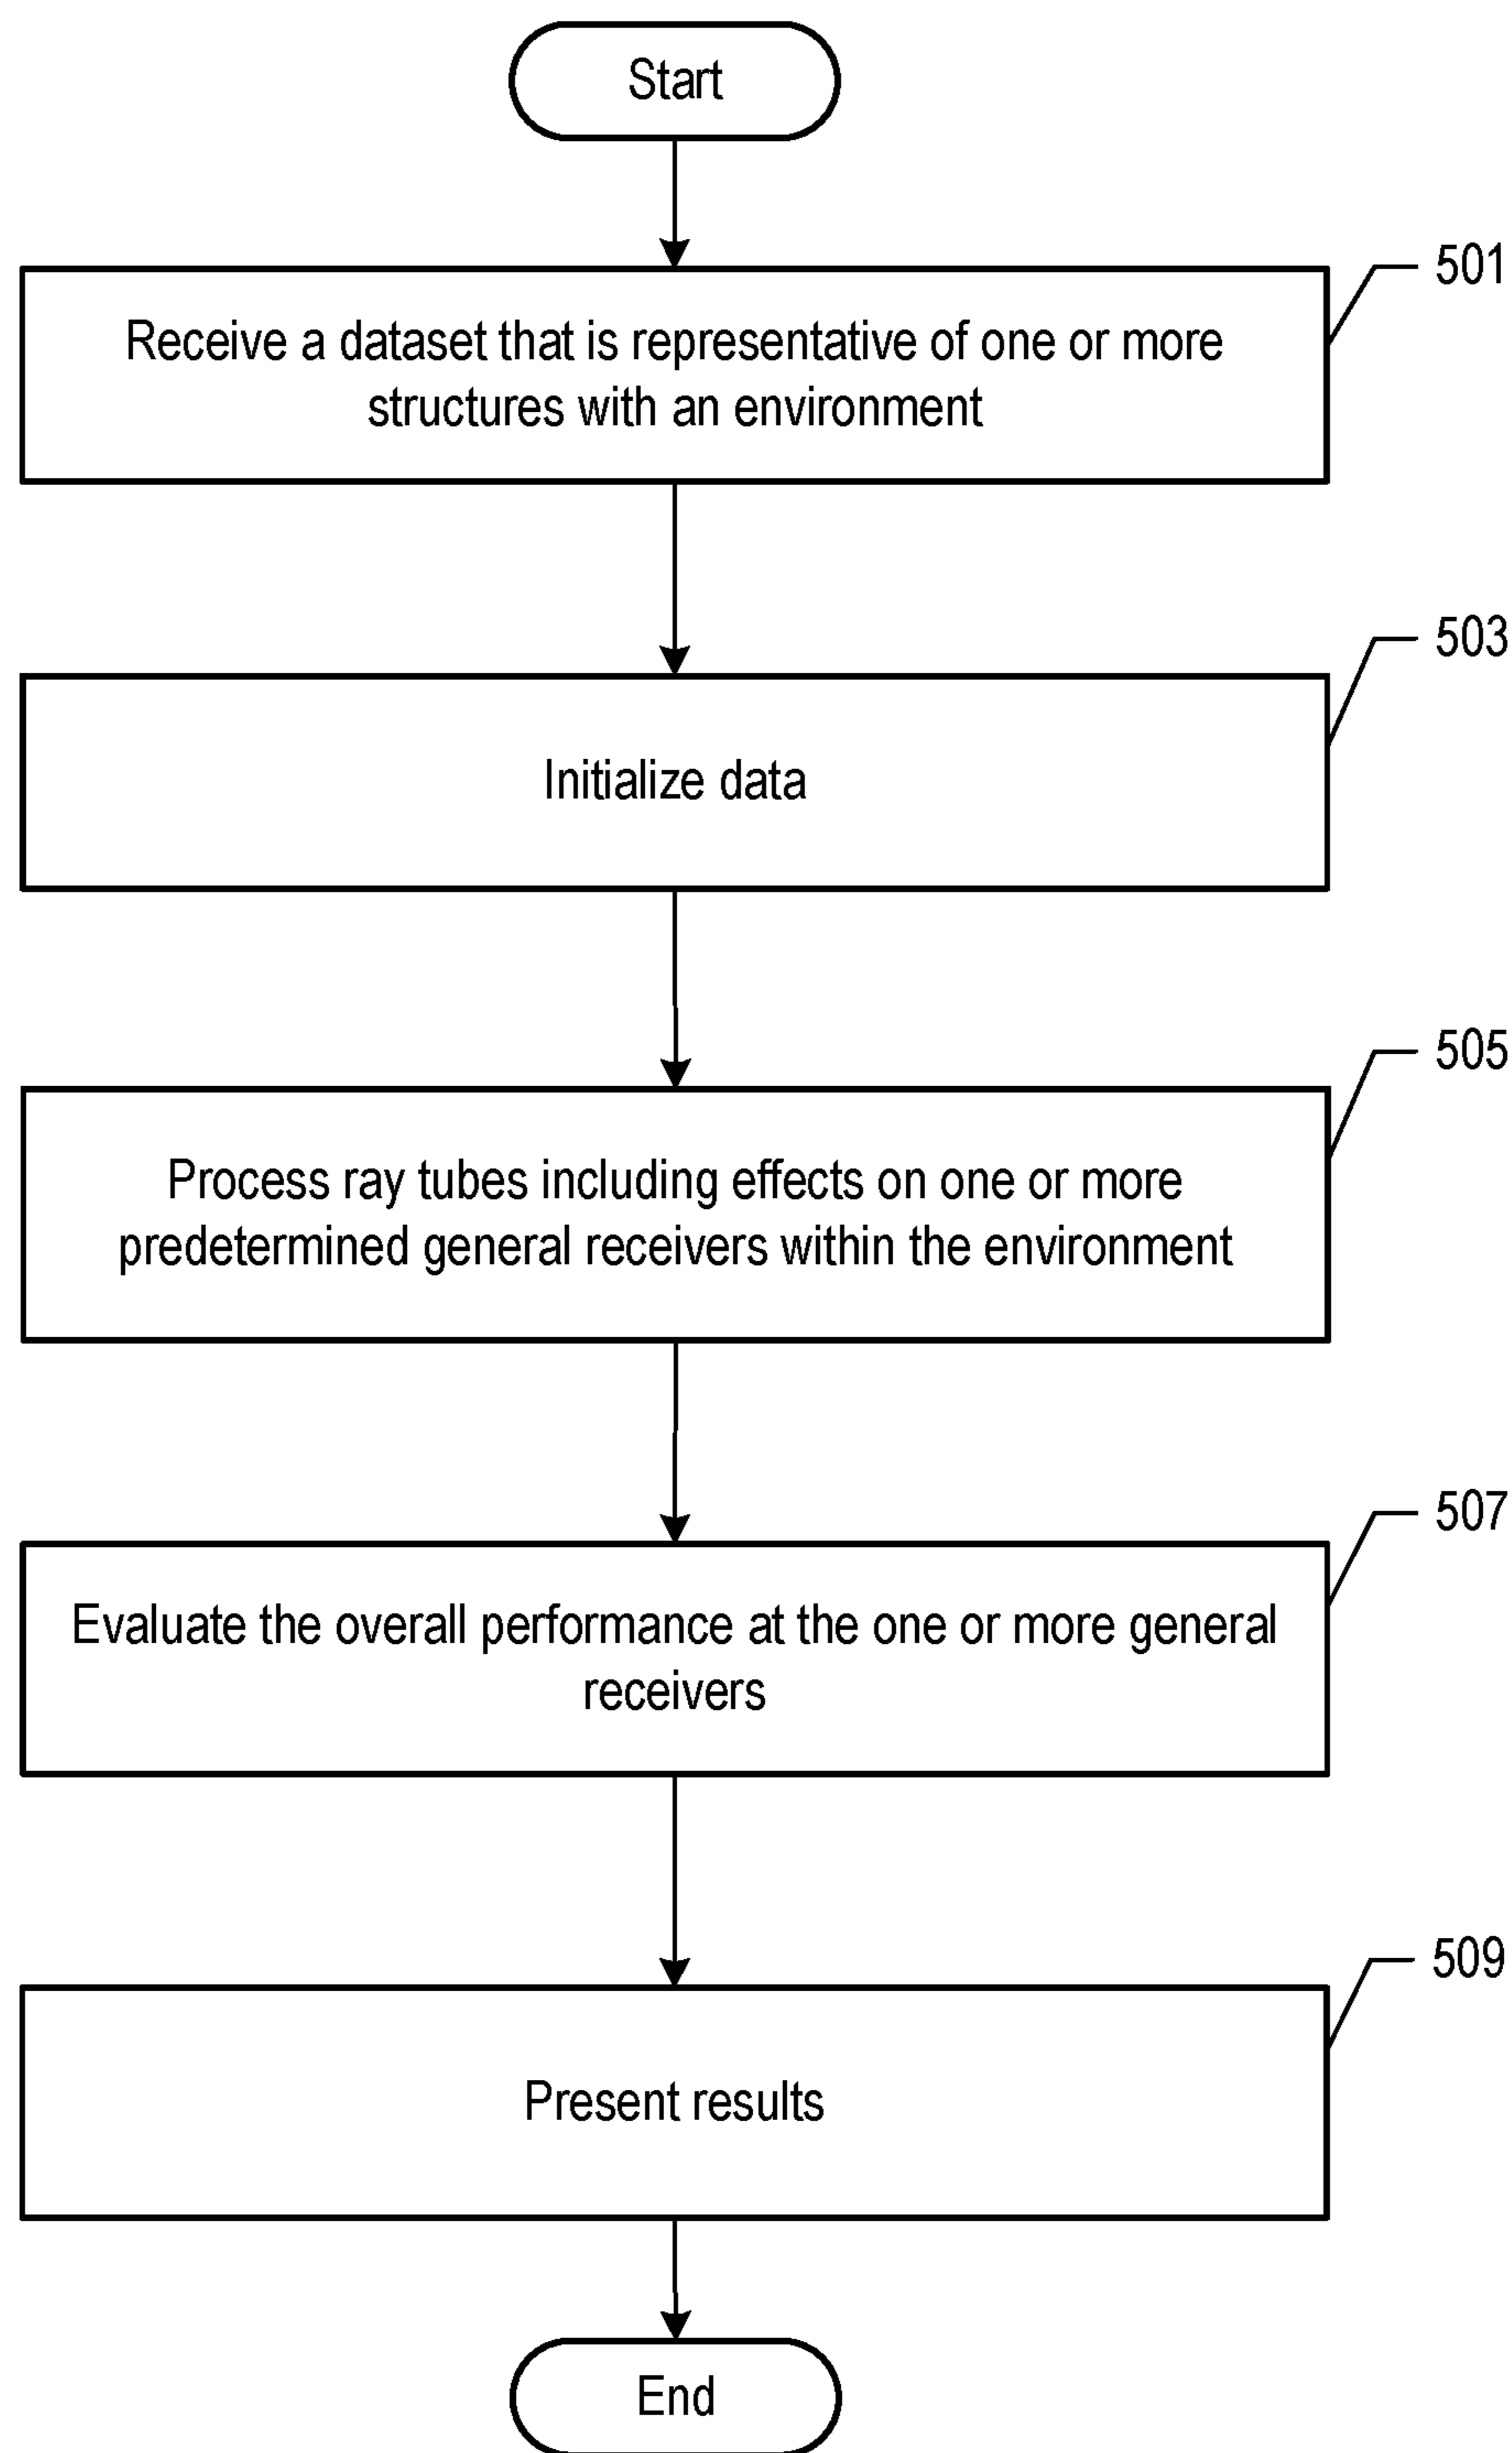 Start
501
Receive a dataset that is representative of one or more
structures with an environment
503
Initialize data
505
Process ray tubes including effects on one or more
predetermined general receivers within the environment
507
Evaluate the overall performance at the one or more general
receivers
509
Present results
End